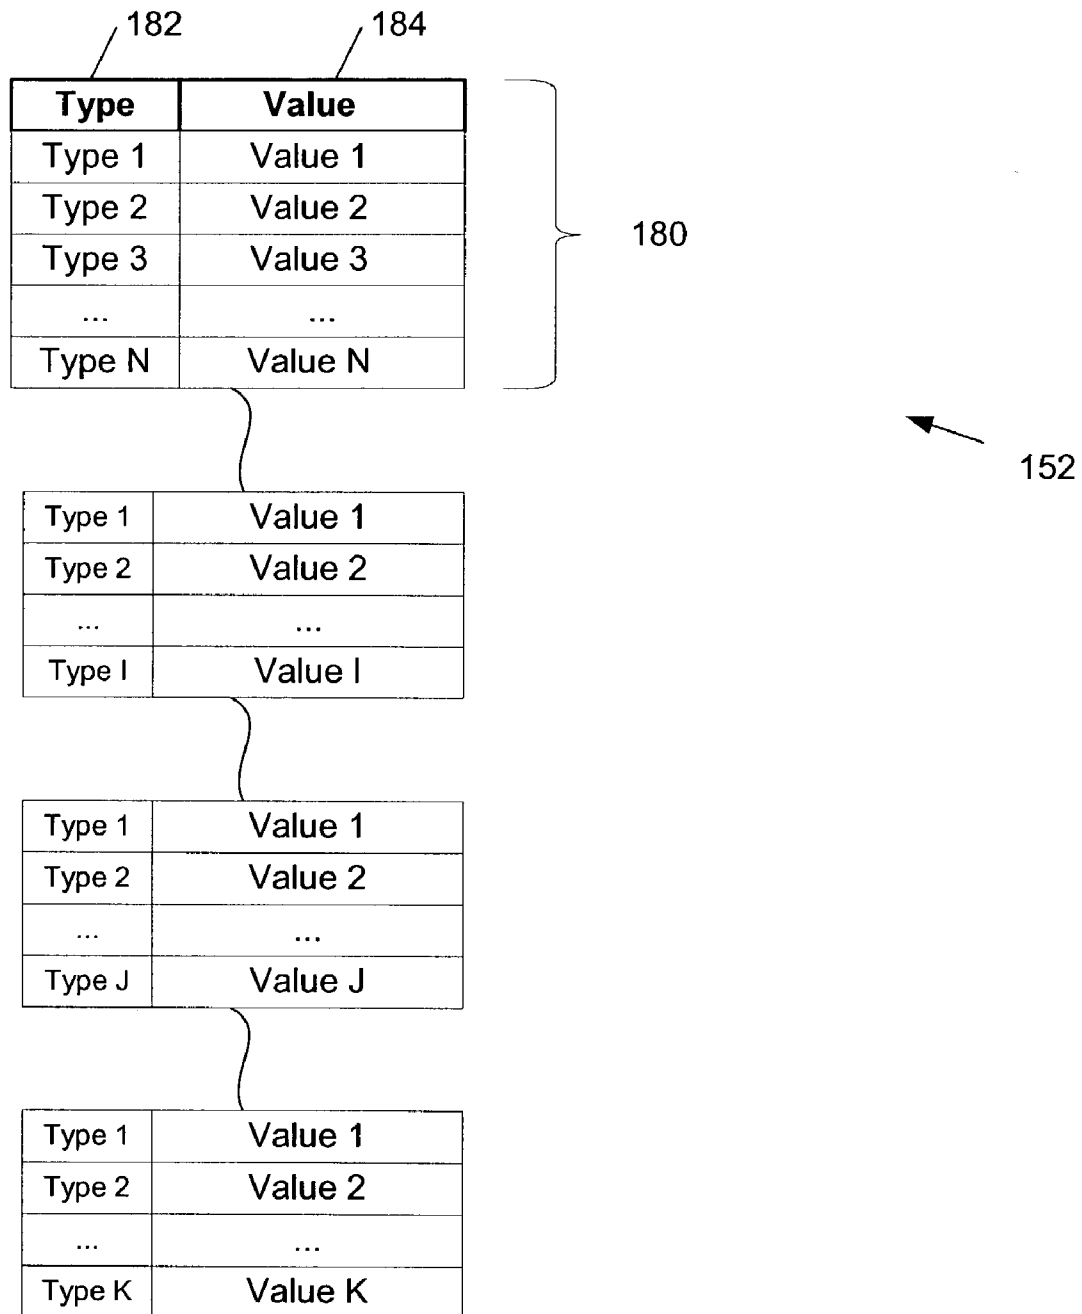 182 184
Type Value
Type 1 Value 1
Type 2 Value 2
Type 3 Value 3
... ...
Type N Value N
180
152
Type 1 Value 1
Type 2 Value 2
... ...
Type I Value I
Type 1 Value 1
Type 2 Value 2
... ...
Type J Value J
Type 1 Value 1
Type 2 Value 2
... ...
Type K Value K